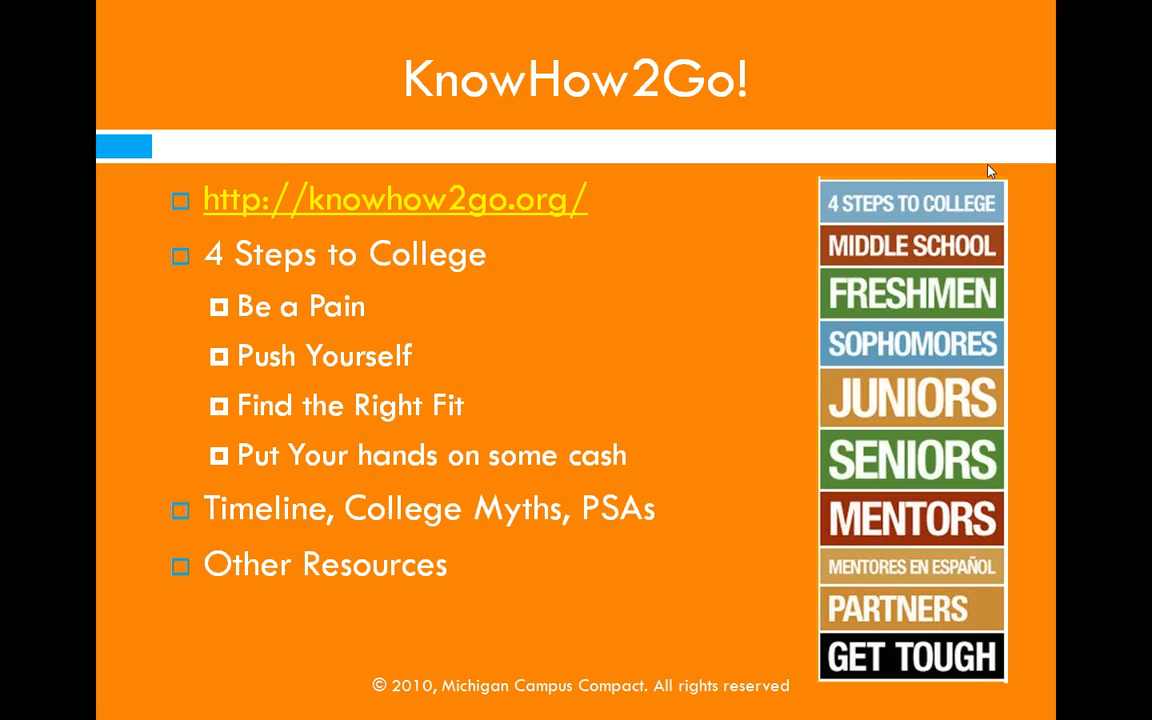 KnowHow2Go!
http://knowhow2go.org/
4 Steps to College
Be a Pain
Push Yourself
Find the Right Fit
Put Your hands on some cash
Timeline, College Myths, PSAs
Other Resources
4 STEPS TO COLLEGE
MIDDLE SCHOOL
FRESHMEN
SOPHOMORES
JUNIORS
SENIORS
MENTORS
MENTORES EN ESPAÑOL
PARTNERS
GET TOUGH
© 2010, Michigan Campus Compact. All rights reserved